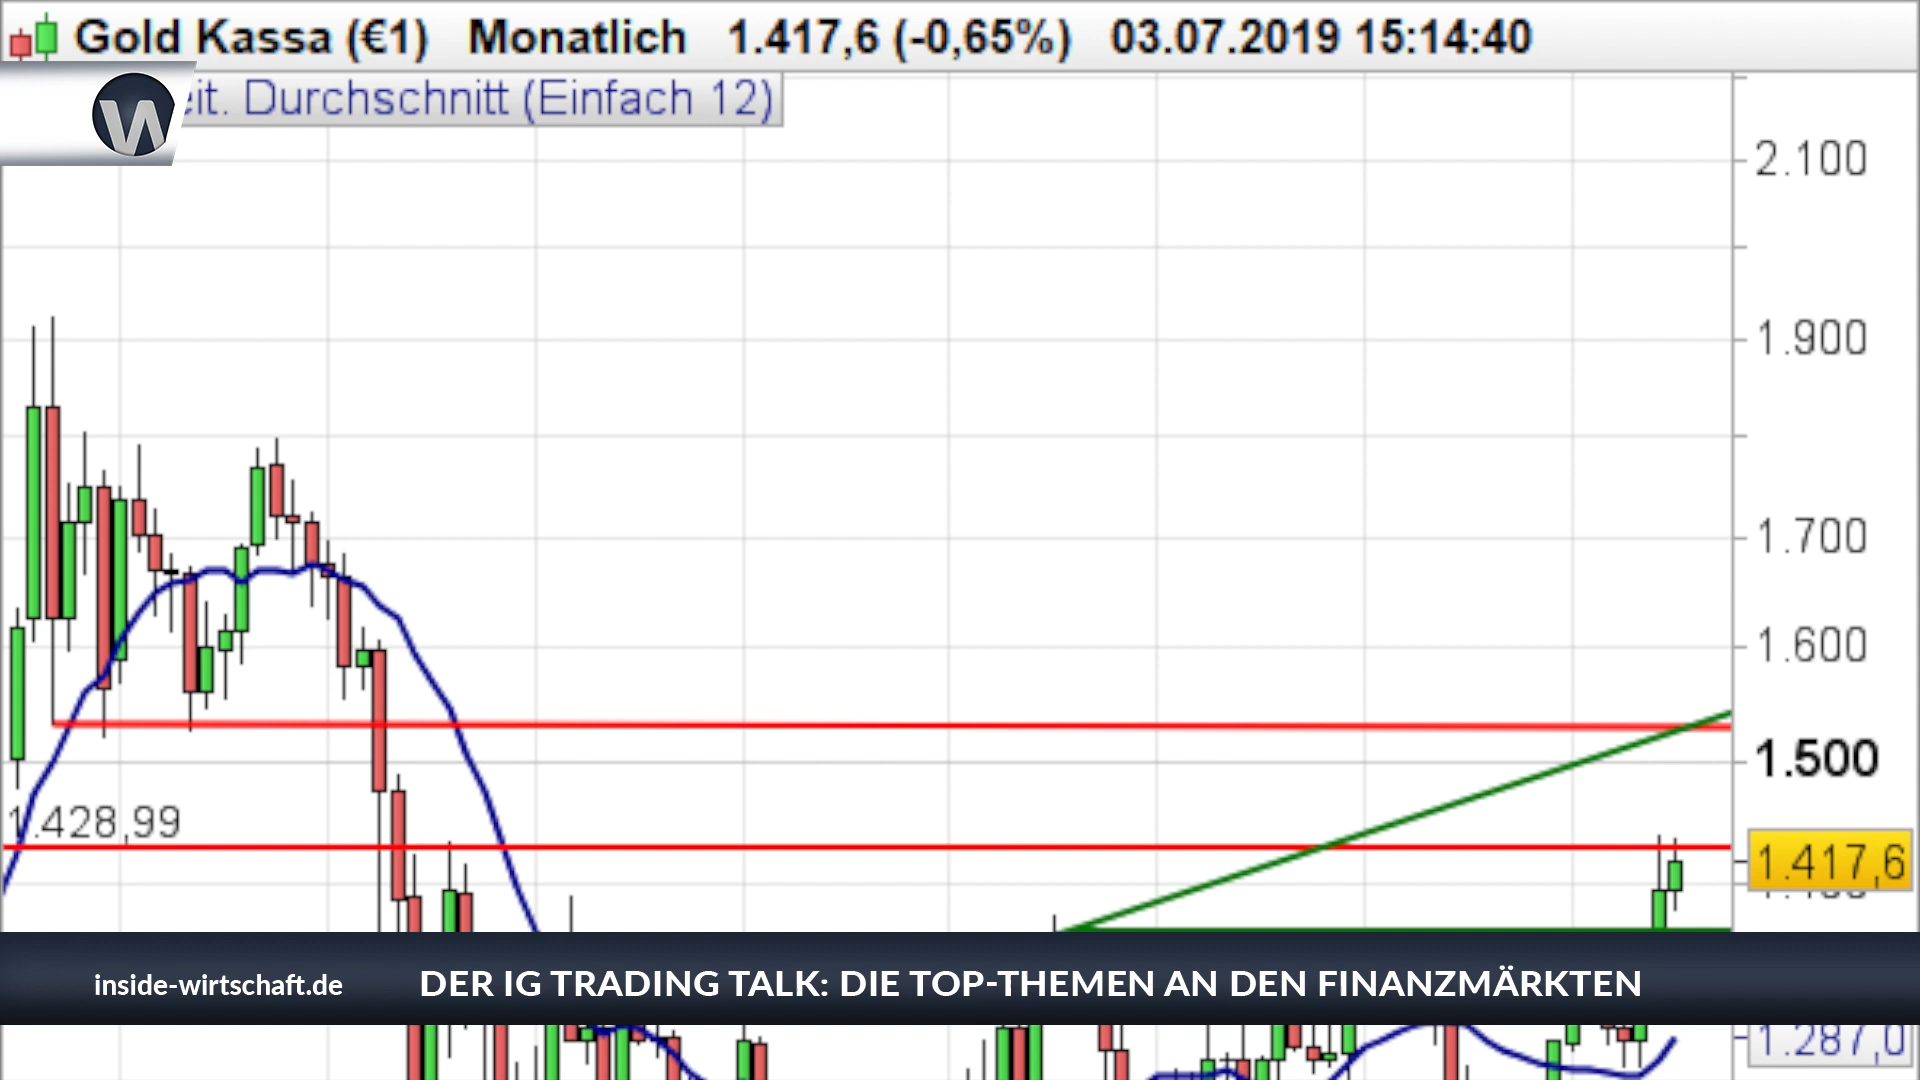 Gold Kassa (€1) Monatlich 1.417,6 (-0,65%) 03.07.2019 15:14:40
W
eit. Durchschnitt (Einfach 12)
2.100
1.900
1.700
1.600
1.500
1.428,99
1.417,6
inside-wirtschaft.de DER IG TRADING TALK: DIE TOP-THEMEN AN DEN FINANZMÄRKTEN
1.287,0